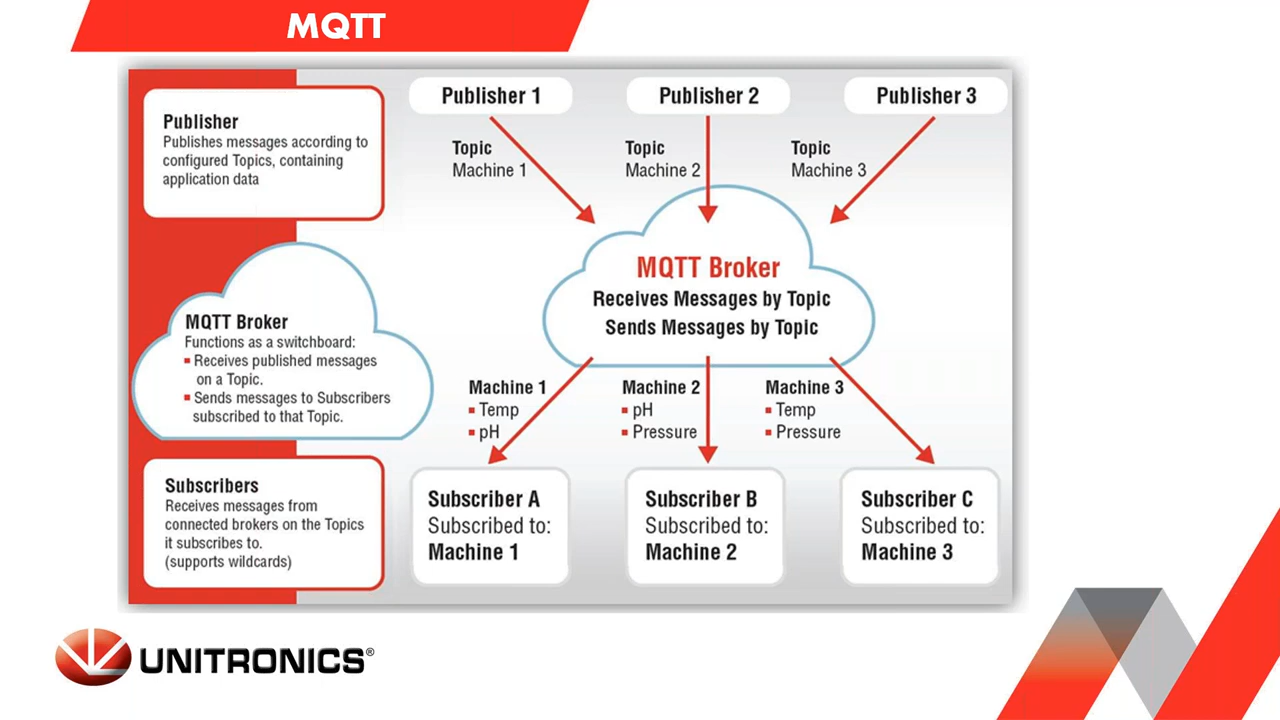 MQTT
Publisher
Publishes messages according to
configured Topics, containing
application data
MQTT Broker
Functions as a switchboard:
Receives published messages
on a Topic.
Sends messages to Subscribers
subscribed to that Topic.
Subscribers
Receives messages from
connected brokers on the Topics
it subscribes to.
(supports wildcards)
Publisher 1
Publisher 2
Publisher 3
Topic
Machine 1
Topic
Machine 2
Topic
Machine 3
MQTT Broker
Receives Messages by Topic
Sends Messages by Topic
Machine 1
Temp
pH
Machine 2
pH
Pressure
Machine 3
Temp
Pressure
Subscriber A
Subscribed to:
Machine 1
Subscriber B
Subscribed to:
Machine 2
Subscriber C
Subscribed to:
Machine 3
UNITRONICS®